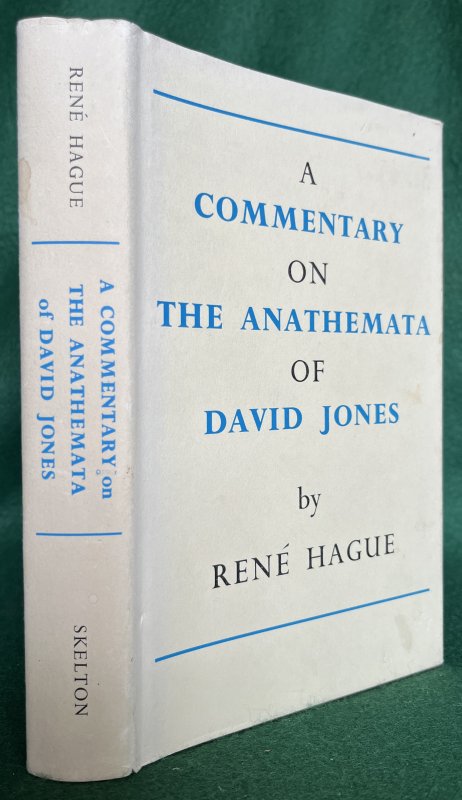 RENÉ HAGUE
A COMMENTARY on
THE ANATHEMATA
of DAVID JONES
SKELTON
A
COMMENTARY
ON
THE ANATHEMATA
OF
DAVID JONES
by
RENÉ HAGUE